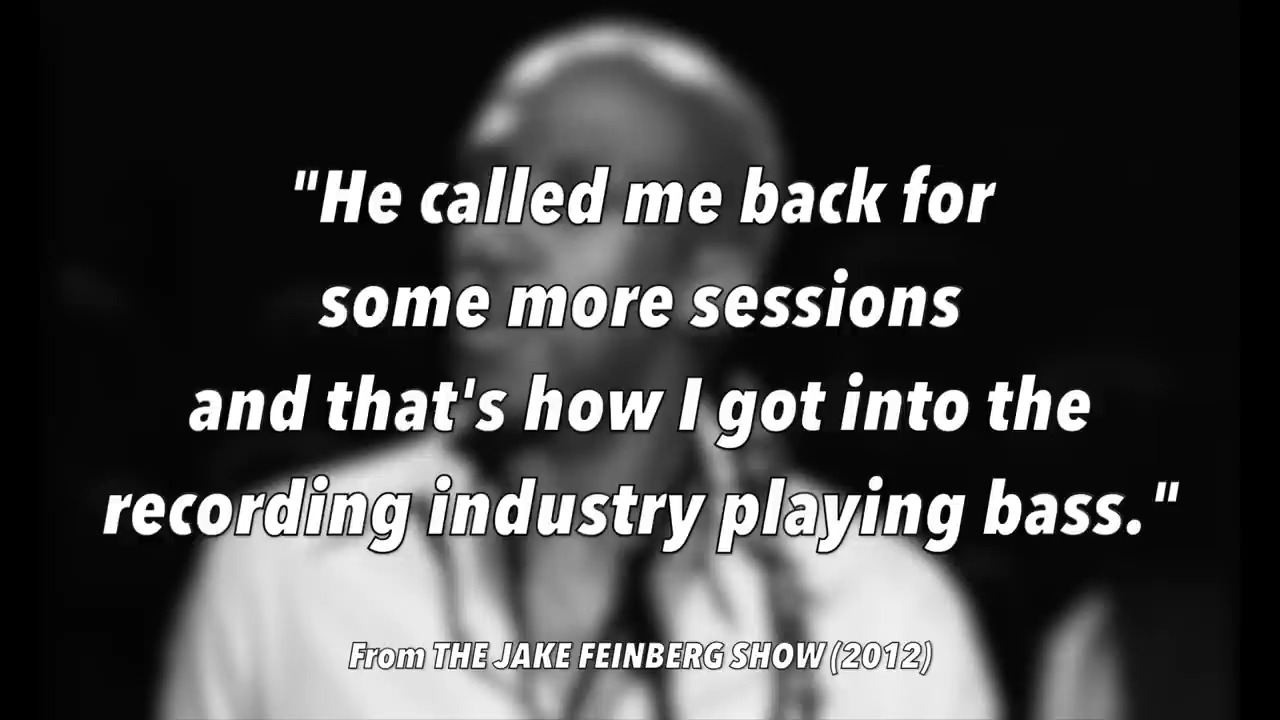 "He called me back for
some more sessions
and that's how I got into the
recording industry playing bass."
From THE JAKE FEINBERG SHOW (2012)